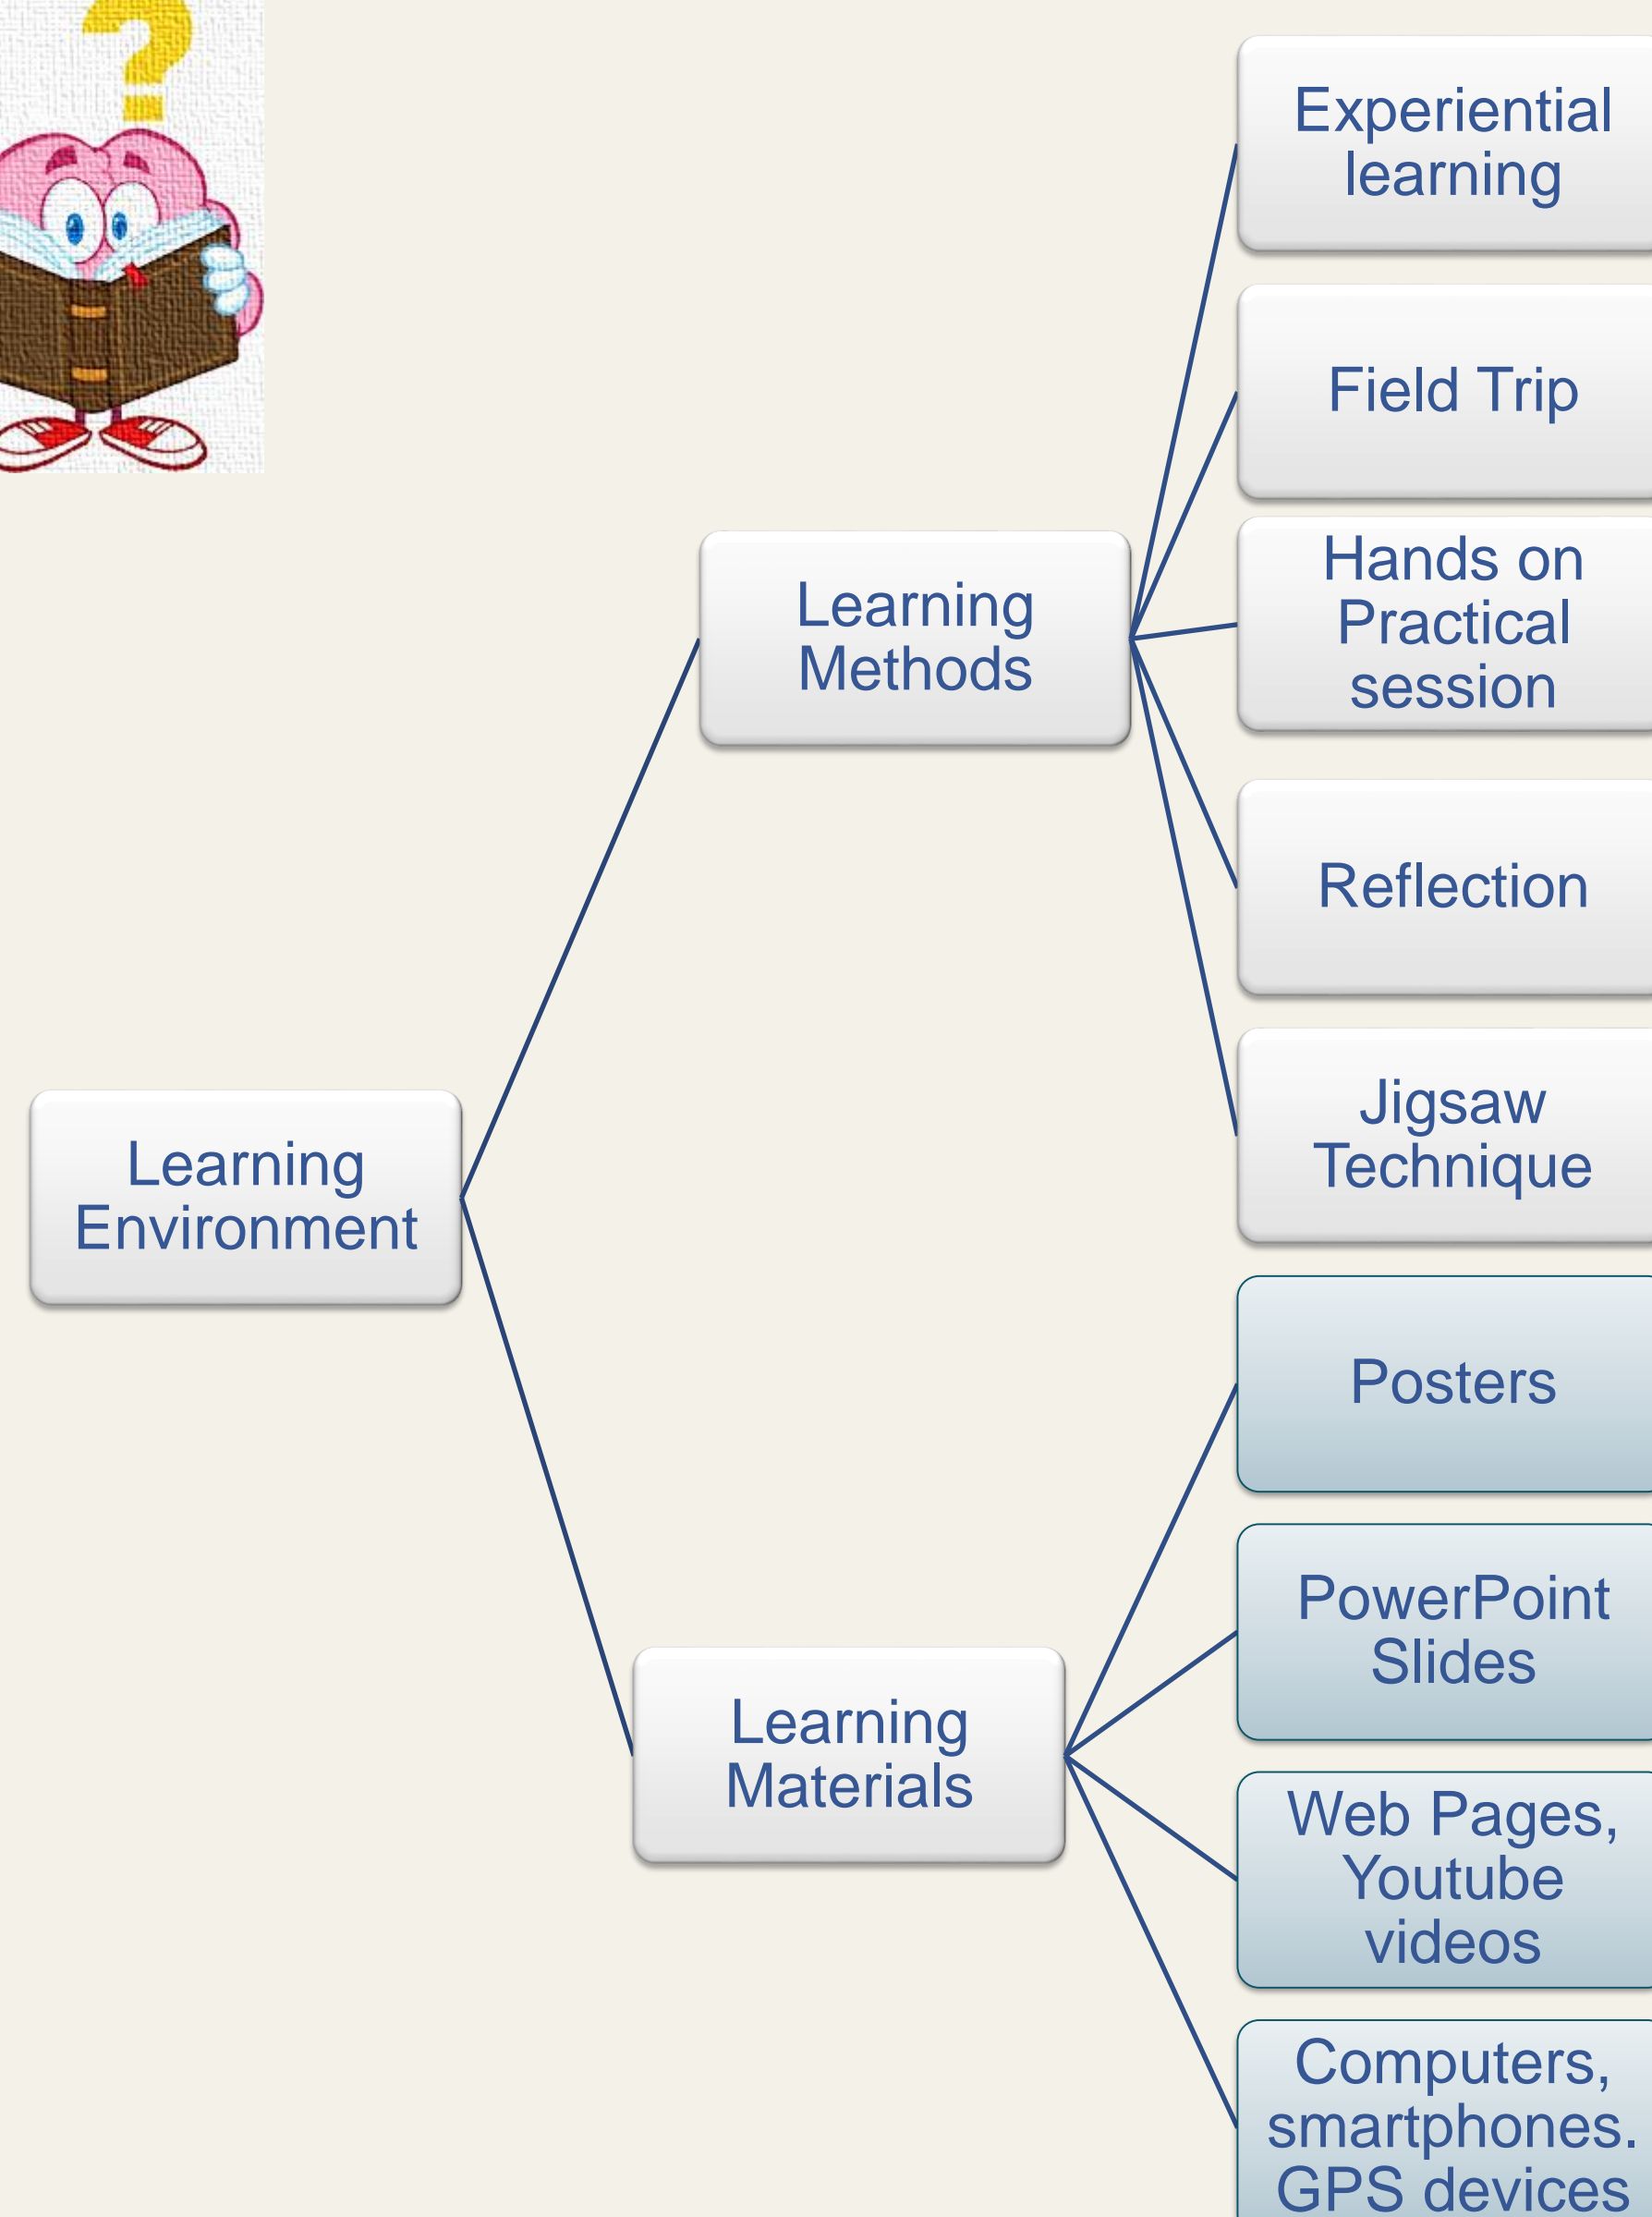 ?
Experiential
learning
Field Trip
Hands on
Practical
session
Learning
Methods
Reflection
Jigsaw
Technique
Learning
Environment
Posters
PowerPoint
Slides
Learning
Materials
Web Pages,
Youtube
videos
Computers,
smartphones.
GPS devices